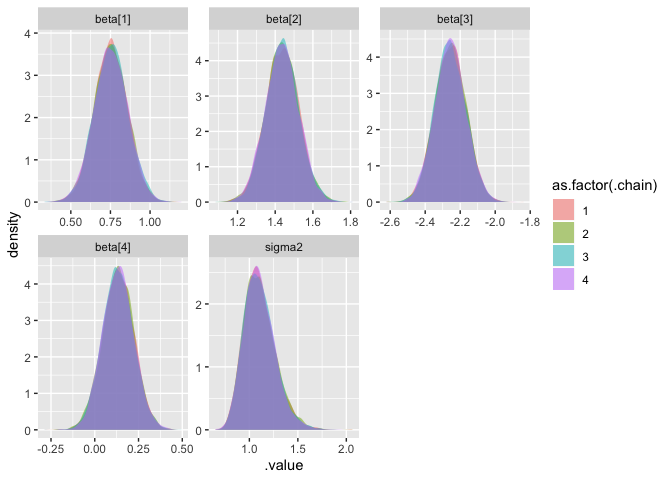 beta[1] beta[2] beta[3]
4 3 2 1 0
4 3 2 1 0
4 3 2 1 0
0.50 0.75 1.00
1.2 1.4 1.6 1.8
-2.6 -2.4 -2.2 -2.0 -1.8
density
beta[4] sigma2
4 3 2 1 0
2 1 0
-0.25 0.00 0.25 0.50
1.0 1.5 2.0
.value
as.factor(.chain)
1
2
3
4